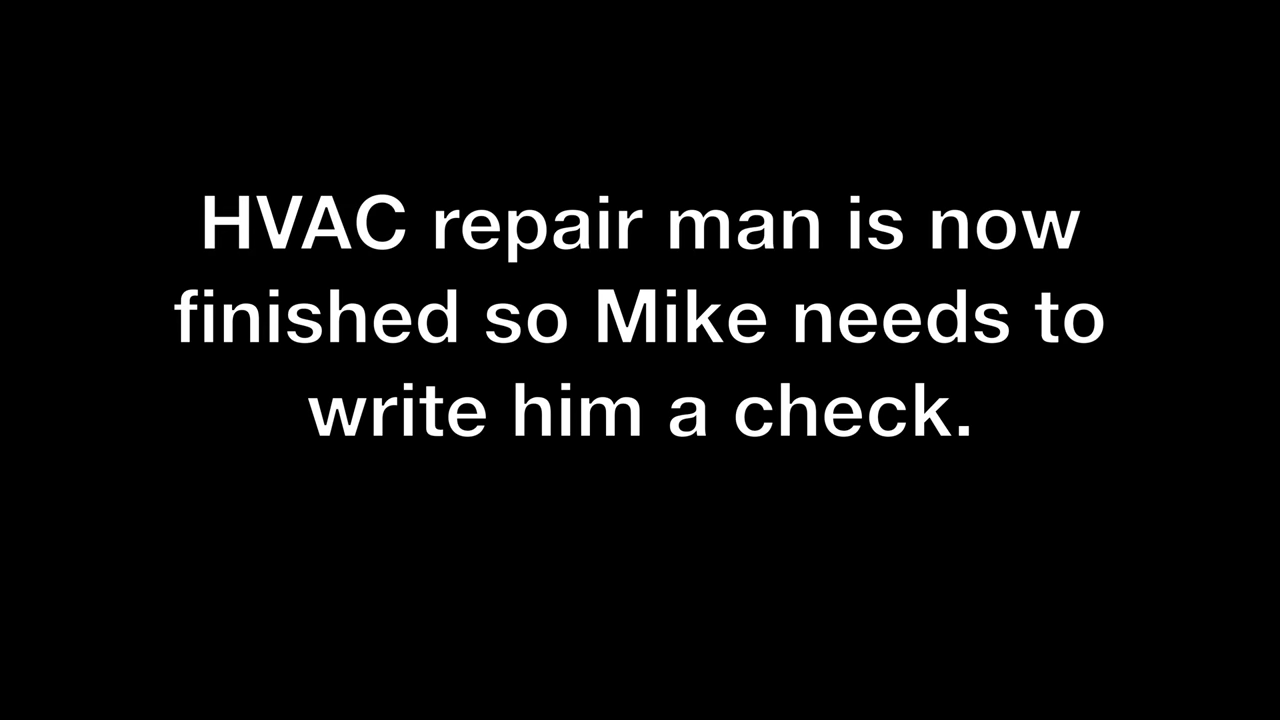 HVAC repair man is now
finished so Mike needs to
write him a check.